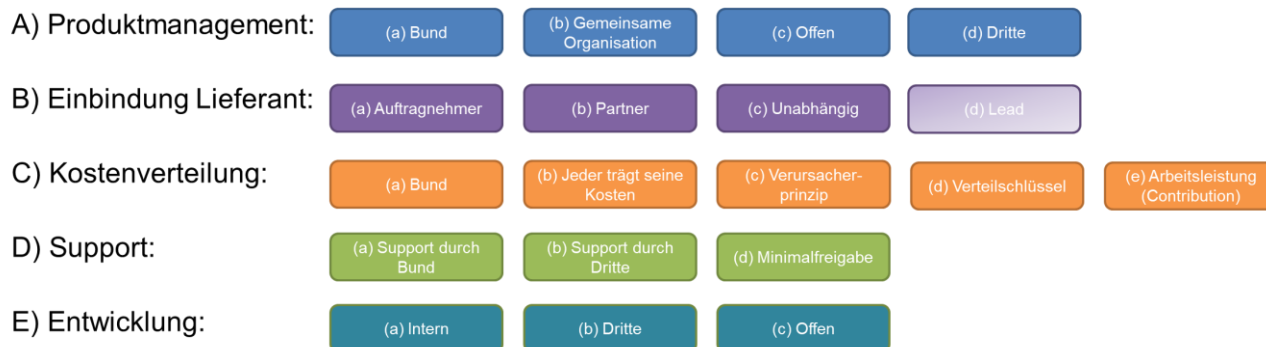 A) Produktmanagement:
(a) Bund
(b) Gemeinsame
Organisation
(c) Offen
(d) Dritte
B) Einbindung Lieferant:
(a) Auftragnehmer
(b) Partner
(c) Unabhängig
(d) Lead
C) Kostenverteilung:
(a) Bund
(b) Jeder trägt seine
Kosten
(c) Verursacher-
prinzip
(d) Verteilschlüssel
(e) Arbeitsleistung
(Contribution)
D) Support:
(a) Support durch
Bund
(b) Support durch
Dritte
(d) Minimalfreigabe
E) Entwicklung:
(a) Intern
(b) Dritte
(c) Offen